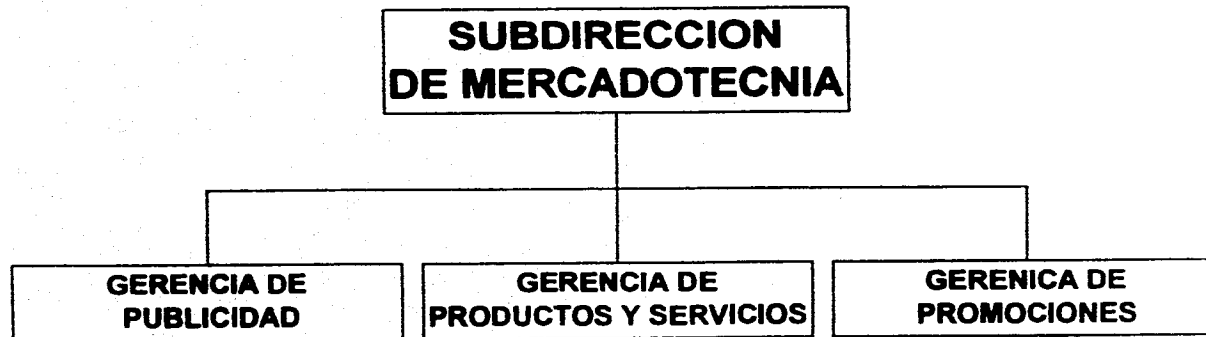 SUBDIRECCION
DE MERCADOTECNIA
GERENCIA DE
PUBLICIDAD
GERENCIA DE
PRODUCTOS Y SERVICIOS
GERENICA DE
PROMOCIONES